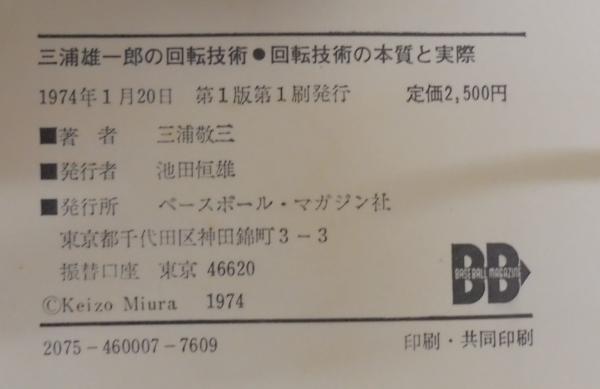 三浦雄一郎の回転技術●回転技術の本質と実際
1974年1月20日 第1版第1刷発行 定価2,500円
■著 者 三浦敬三
■発行者 池田恒雄
■発行所 ベースボール・マガジン社
東京都千代田区神田錦町3-3
振替口座 東京 46620
BB
BASEBALL MAGAZINE
©Keizo Miura 1974
2075-460007-7609 印刷・共同印刷